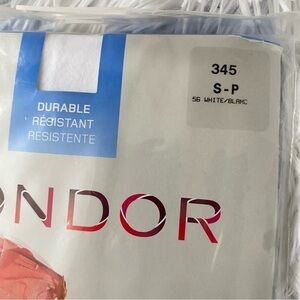 345
S-P
56 WHITE/BLANC
DURABLE
RÉSISTANT
RESISTENTE
ONDOR